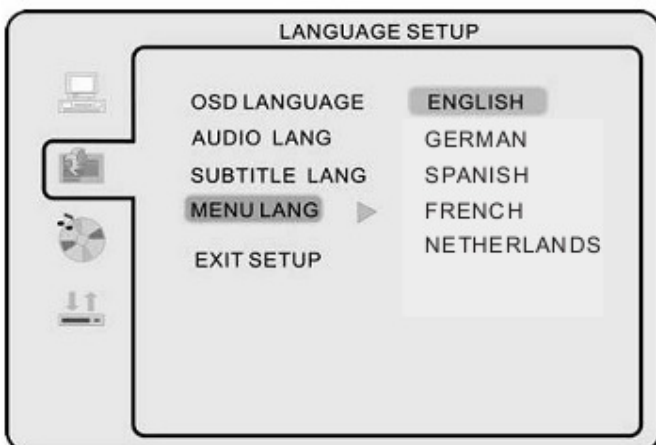 LANGUAGE SETUP
OSD LANGUAGE
AUDIO LANG
SUBTITLE LANG
MENU LANG
EXIT SETUP
ENGLISH
GERMAN
SPANISH
FRENCH
NETHERLANDS